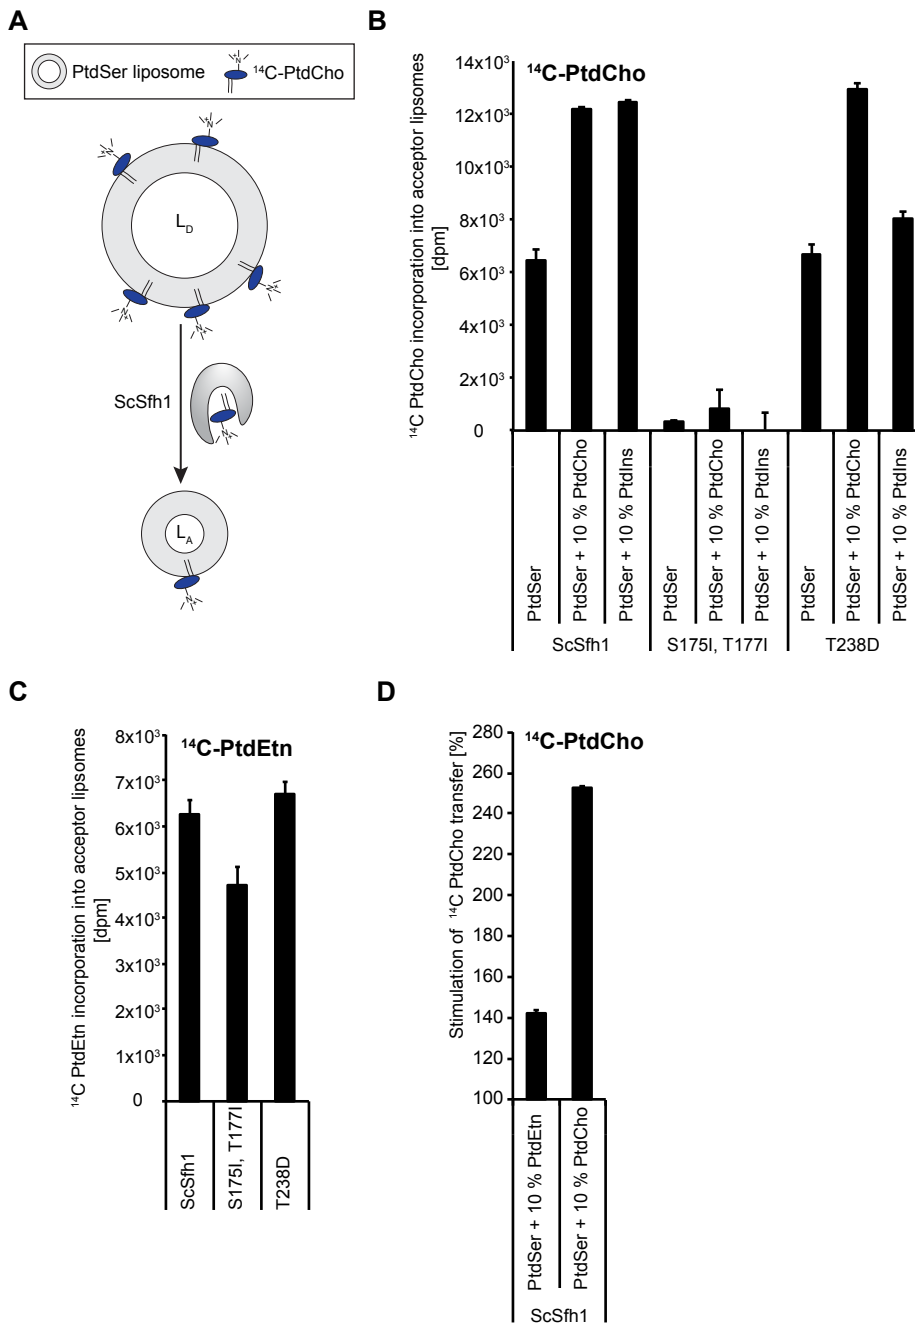 A
PtdSer liposome
¹⁴C-PtdCho
N⁺
N⁺
L_D
N⁺
N⁺
N⁺
ScSfh1
N⁺
L_A
N⁺
B
¹⁴C-PtdCho
¹⁴C PtdCho incorporation into acceptor lipsomes
[dpm]
14x10³
12x10³
10x10³
8x10³
6x10³
4x10³
2x10³
0
PtdSer
PtdSer + 10 % PtdCho
PtdSer + 10 % PtdIns
PtdSer
PtdSer + 10 % PtdCho
PtdSer + 10 % PtdIns
PtdSer
PtdSer + 10 % PtdCho
PtdSer + 10 % PtdIns
ScSfh1
S175I, T177I
T238D
C
¹⁴C-PtdEtn
¹⁴C PtdEtn incorporation into acceptor lipsomes
[dpm]
8x10³
7x10³
6x10³
5x10³
4x10³
3x10³
2x10³
1x10³
0
ScSfh1
S175I, T177I
T238D
D
¹⁴C-PtdCho
Stimulation of ¹⁴C PtdCho transfer [%]
280
260
240
220
200
180
160
140
120
100
PtdSer + 10 % PtdEtn
PtdSer + 10 % PtdCho
ScSfh1